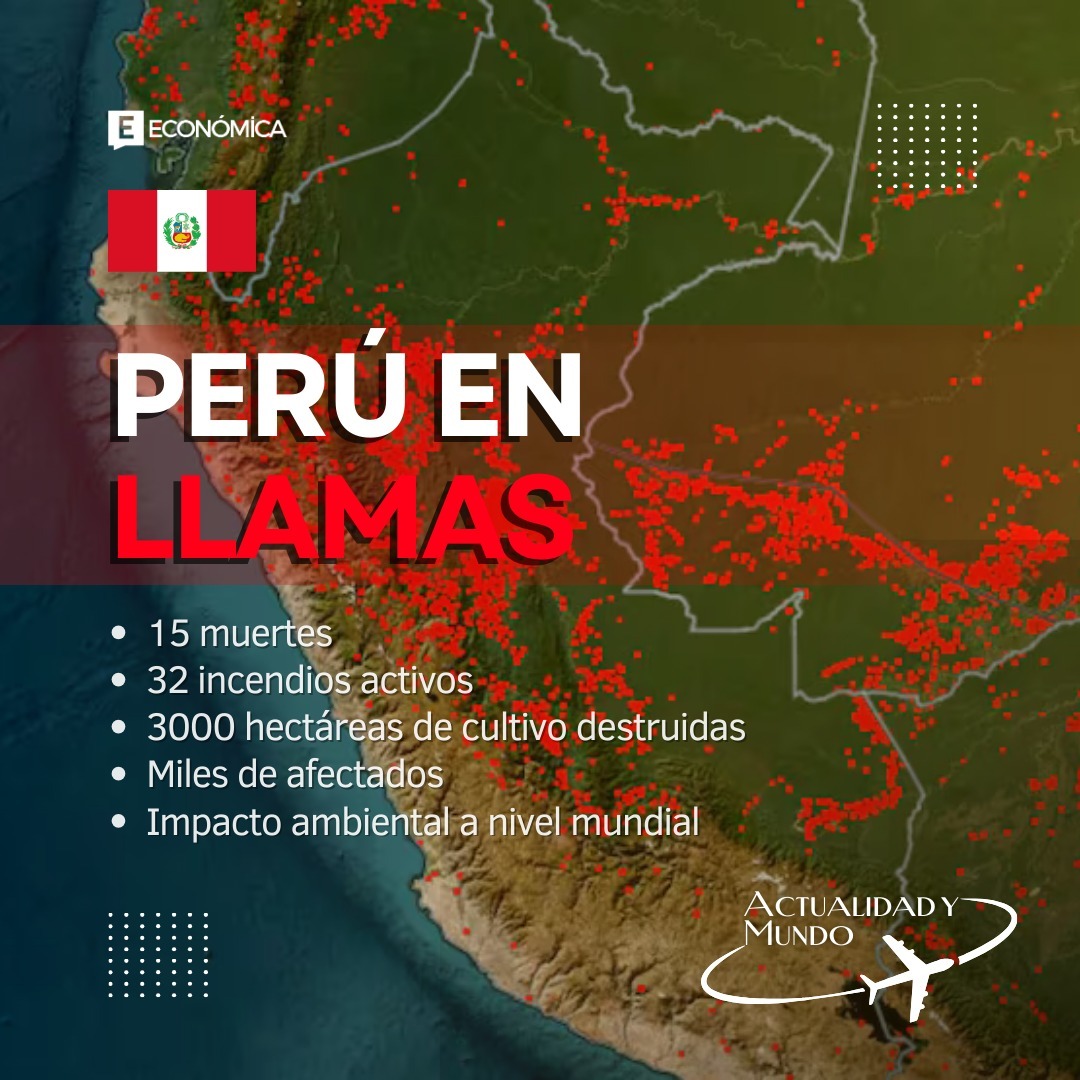 E ECONÓMICA
PERÚ EN
LLAMAS
• 15 muertes
• 32 incendios activos
• 3000 hectáreas de cultivo destruidas
• Miles de afectados
• Impacto ambiental a nivel mundial
ACTUALIDAD Y
MUNDO